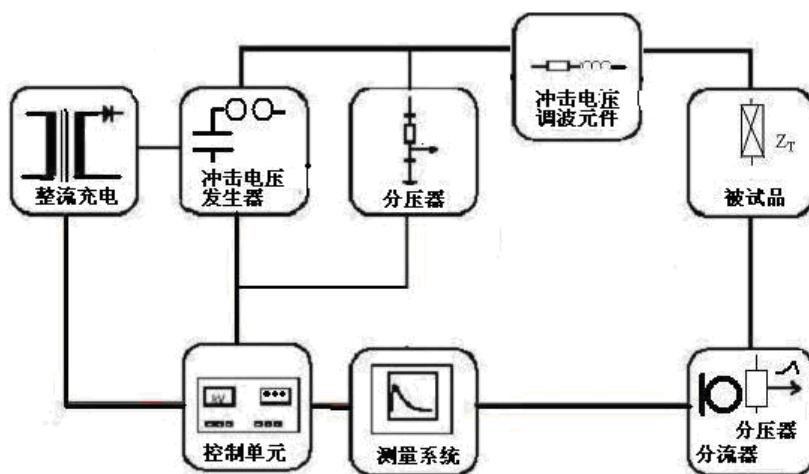 整流充电
冲击电压
发生器
分压器
冲击电压
调波元件
Z_T
被试品
kV
控制单元
测量系统
分压器
分流器